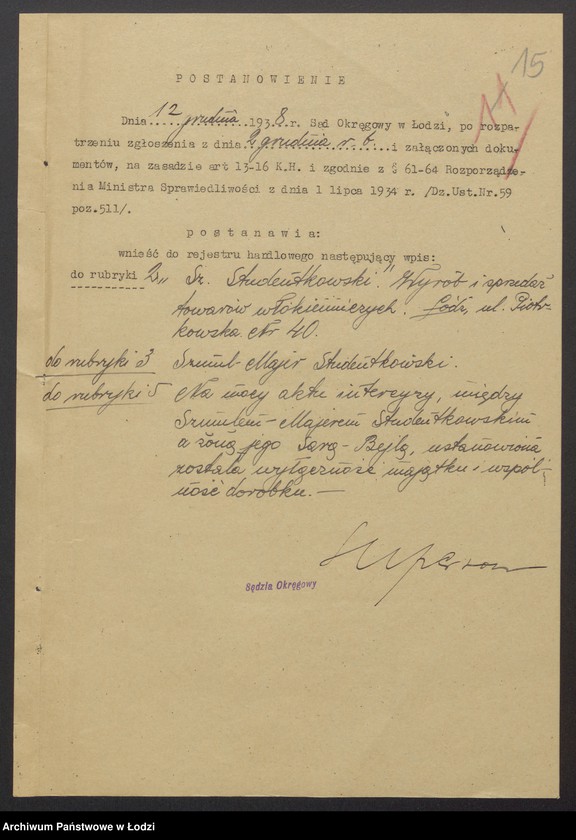 15
11
POSTANOWIENIE
Dnia 12 grudnia 1938 r. Sąd Okręgowy w Łodzi, po rozpa-
trzeniu zgłoszenia z dnia 9 grudnia r. b. i załączonych doku-
mentów, na zasadzie art 13-16 K.H. i zgodnie z § 61-64 Rozporządze-
nia Ministra Sprawiedliwości z dnia 1 lipca 1934 r. /Dz.Ust.Nr.59
poz.511/.
postanawia:
wnieść do rejestru handlowego następujący wpis:
do rubryki 2 „Sz. Studentkowski. Wyrób i sprzedaż
towarów włókienniczych". Łódź, ul. Piotr-
kowska Nr 40.
do rubryki 3 Szmul-Majer Studentkowski.
do rubryki 5 Na mocy aktu intercyzy, między
Szmulem-Majerem Studentkowskim
a żoną jego Sarą-Bejlą, ustanowiona
została wyłączność majątku i wspól-
ność dorobku. —
Sędzia Okręgowy
Archiwum Państwowe w Łodzi